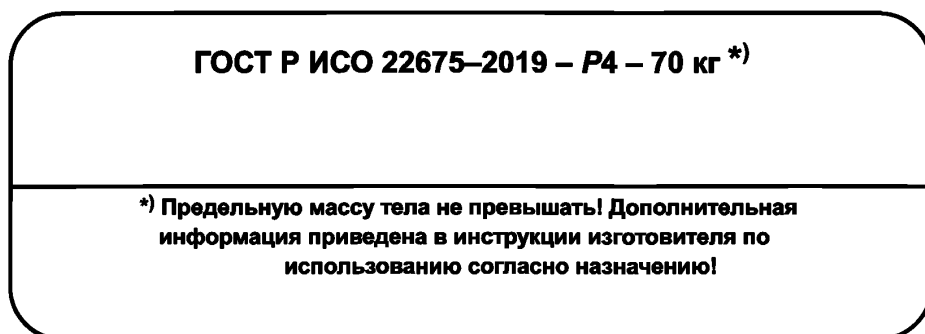 ГОСТ Р ИСО 22675–2019 – P4 – 70 кг *)
*) Предельную массу тела не превышать! Дополнительная
информация приведена в инструкции изготовителя по
использованию согласно назначению!